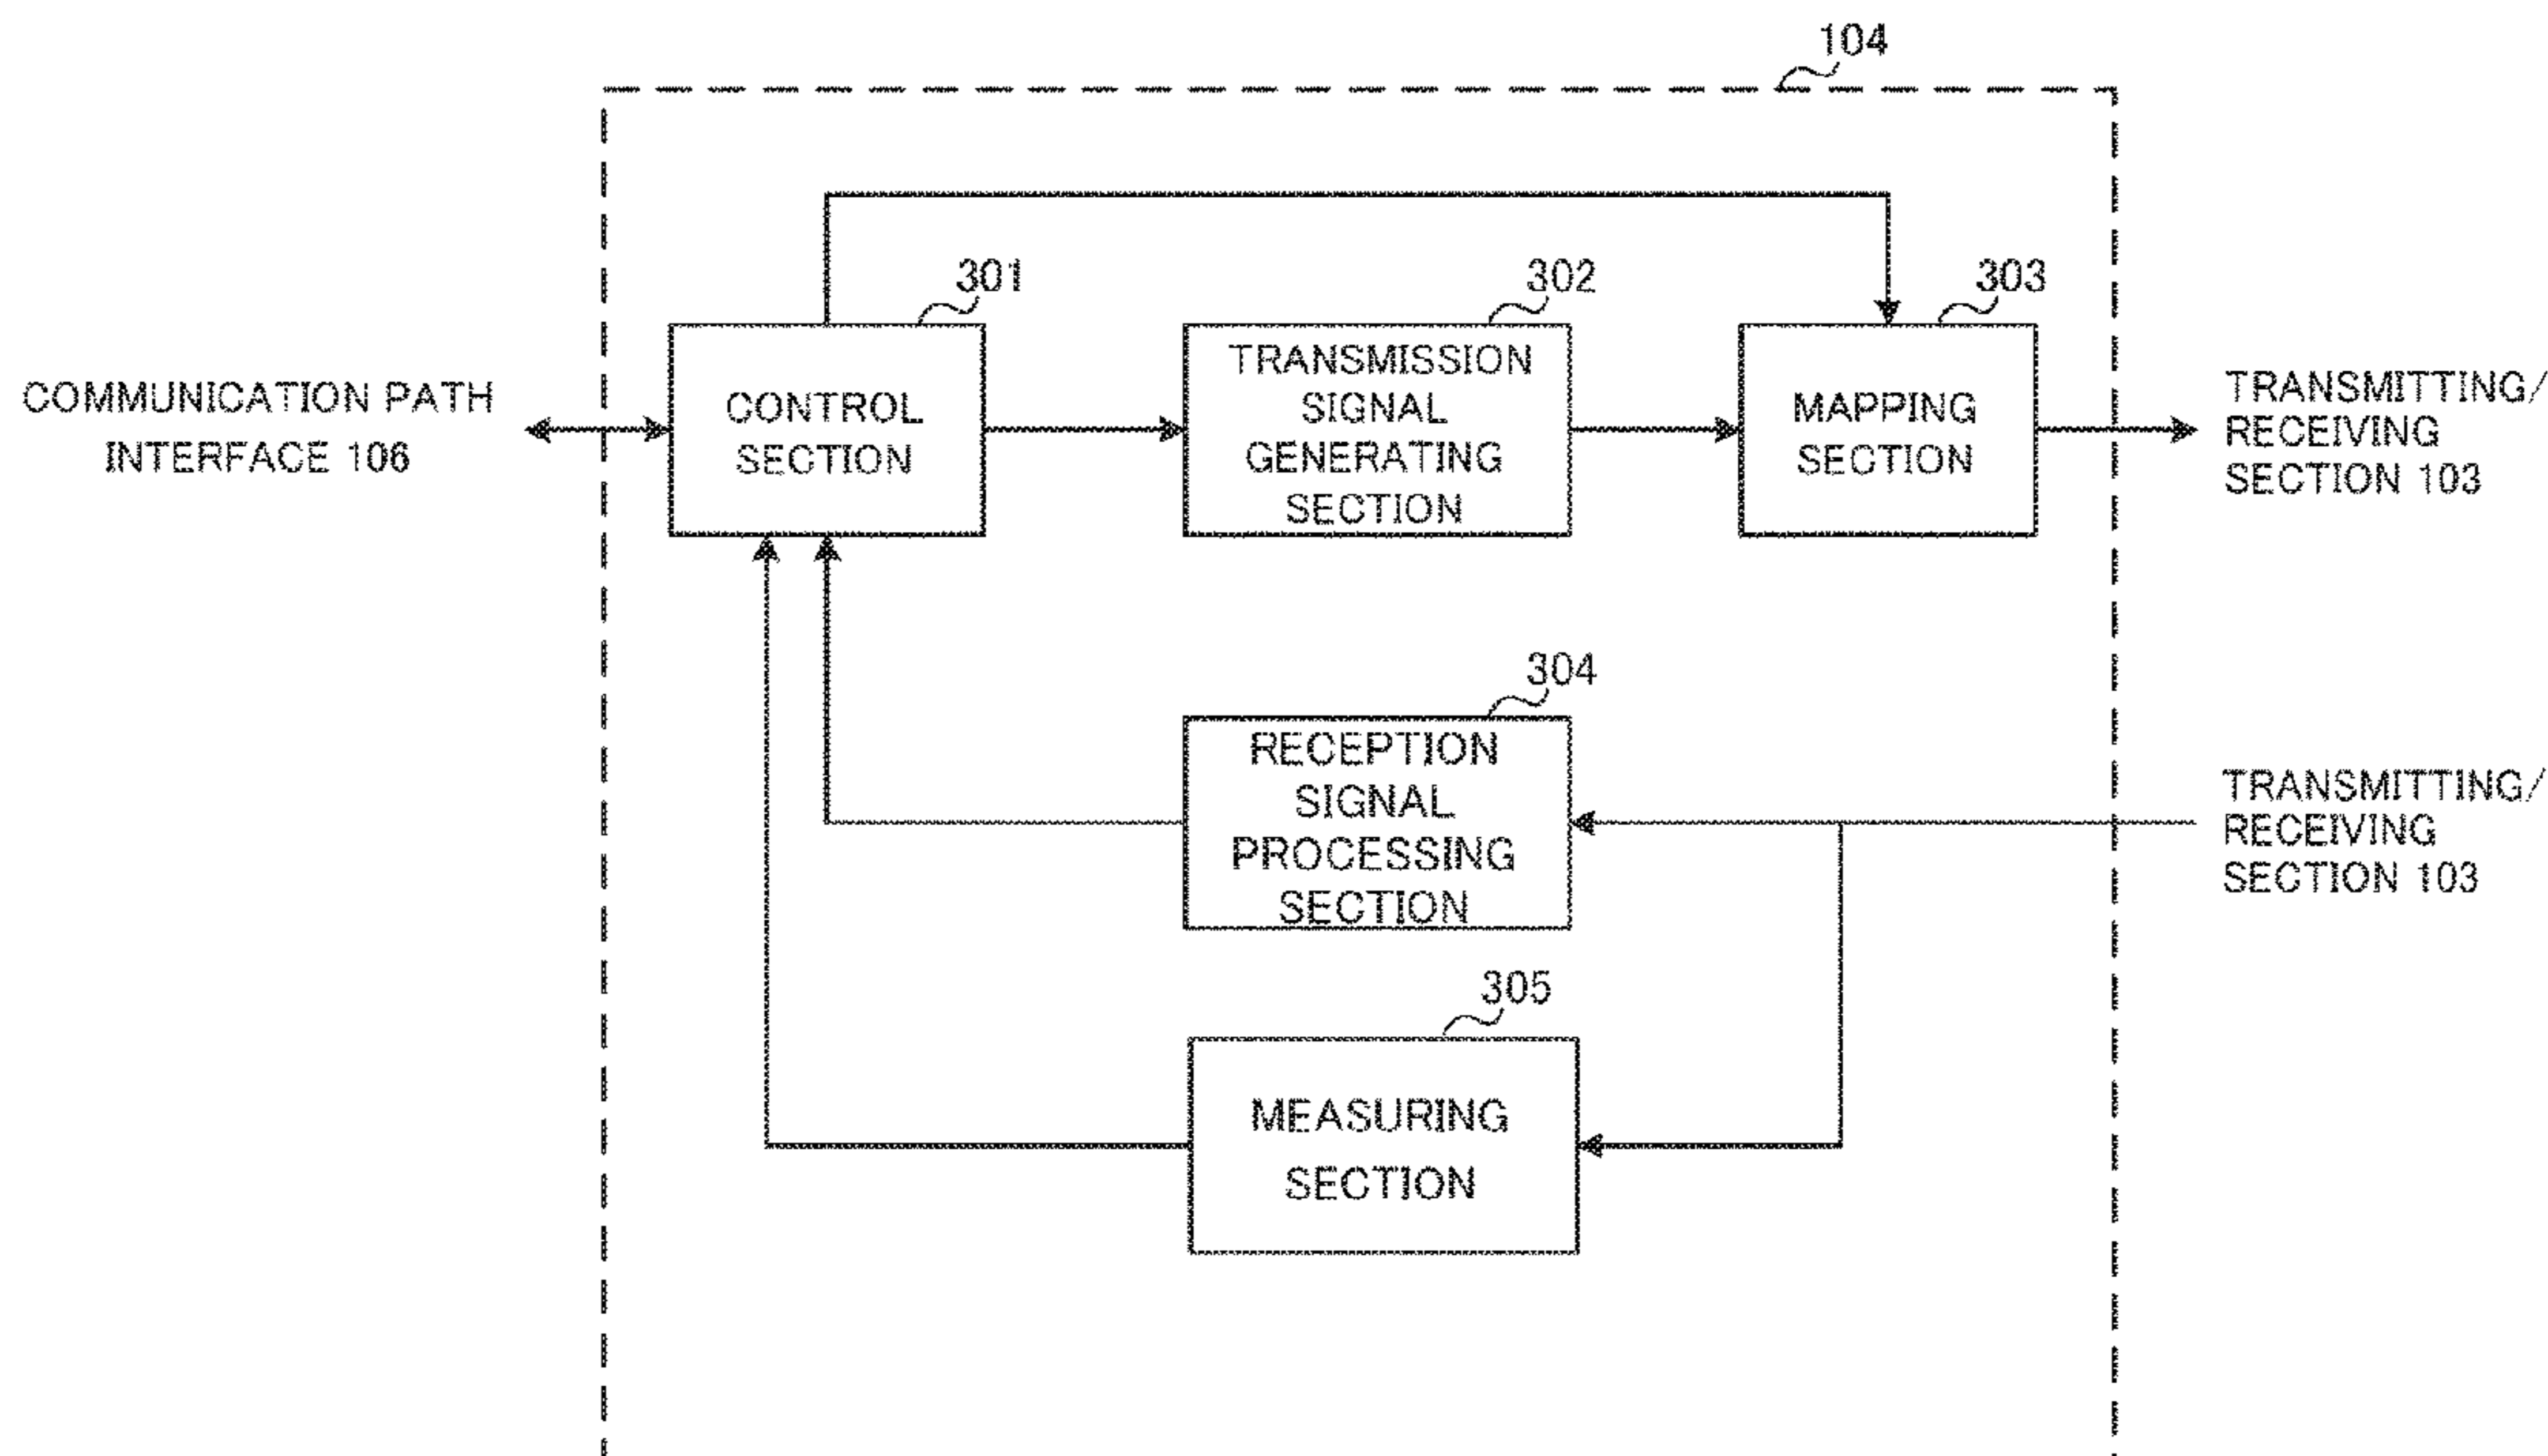 104
301
302
303
COMMUNICATION PATH
INTERFACE 106
CONTROL
SECTION
TRANSMISSION
SIGNAL
GENERATING
SECTION
MAPPING
SECTION
TRANSMITTING/
RECEIVING
SECTION 103
304
RECEPTION
SIGNAL
PROCESSING
SECTION
TRANSMITTING/
RECEIVING
SECTION 103
305
MEASURING
SECTION